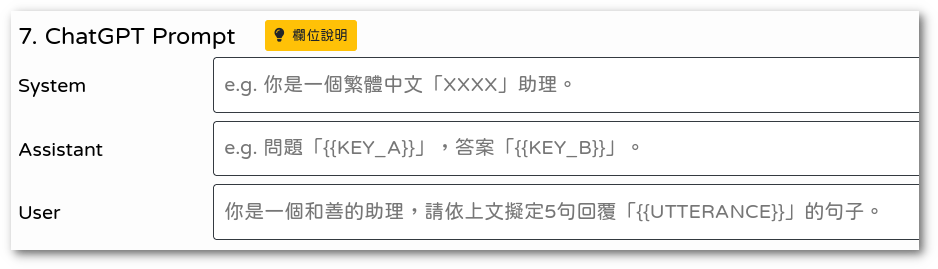 7. ChatGPT Prompt 欄位說明
System e.g. 你是一個繁體中文「XXXX」助理。
Assistant e.g. 問題「{{KEY_A}}」，答案「{{KEY_B}}」。
User 你是一個和善的助理，請依上文擬定5句回覆「{{UTTERANCE}}」的句子。